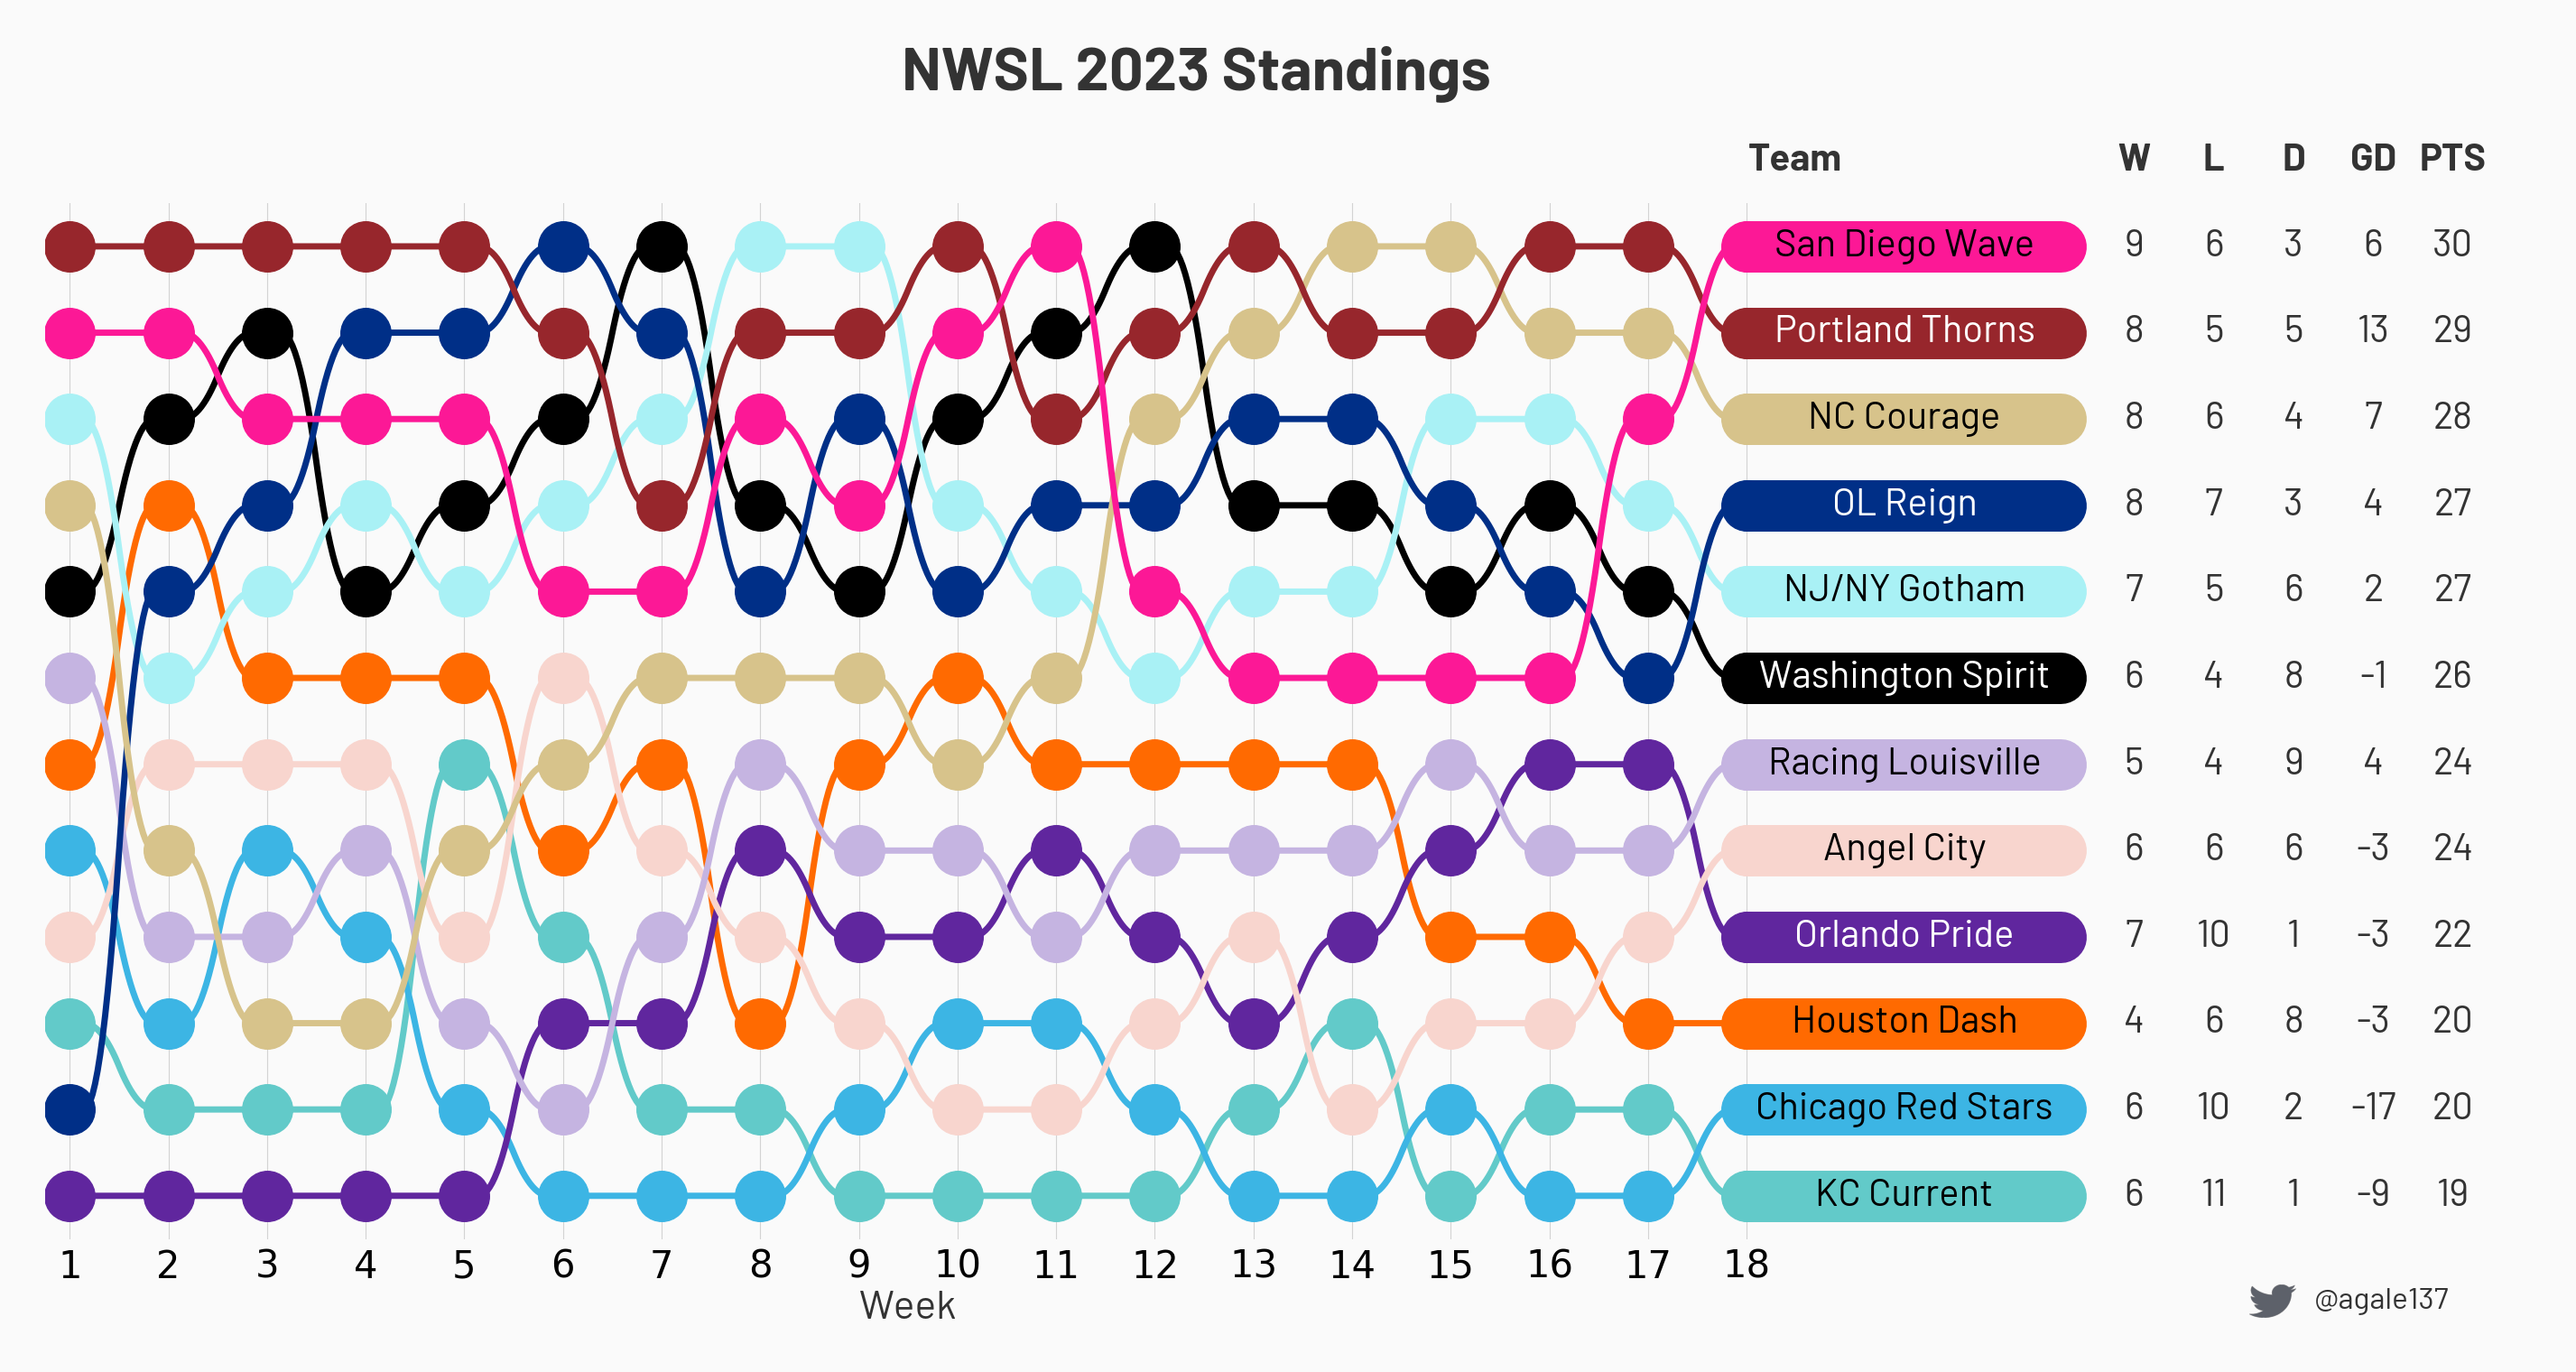 NWSL 2023 Standings
Team W L D GD PTS
San Diego Wave 9 6 3 6 30
Portland Thorns 8 5 5 13 29
NC Courage 8 6 4 7 28
OL Reign 8 7 3 4 27
NJ/NY Gotham 7 5 6 2 27
Washington Spirit 6 4 8 -1 26
Racing Louisville 5 4 9 4 24
Angel City 6 6 6 -3 24
Orlando Pride 7 10 1 -3 22
Houston Dash 4 6 8 -3 20
Chicago Red Stars 6 10 2 -17 20
KC Current 6 11 1 -9 19
1 2 3 4 5 6 7 8 9 10 11 12 13 14 15 16 17 18
Week
@agale137